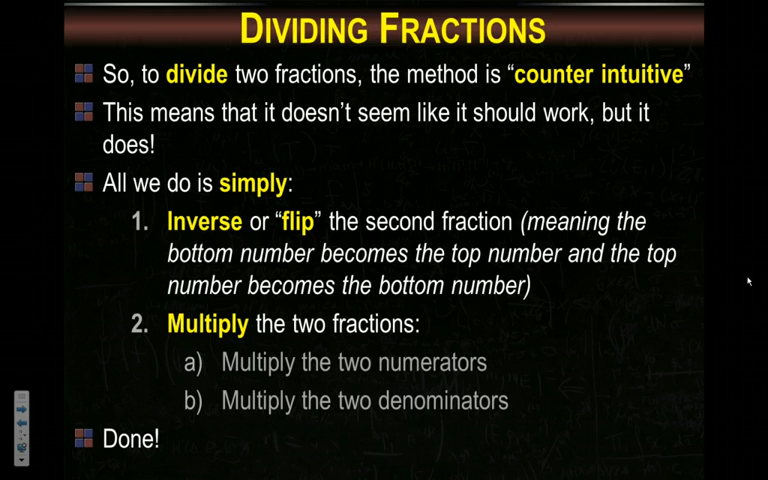 DIVIDING FRACTIONS
So, to divide two fractions, the method is “counter intuitive”
This means that it doesn’t seem like it should work, but it
does!
All we do is simply:
1. Inverse or “flip” the second fraction (meaning the
bottom number becomes the top number and the top
number becomes the bottom number)
2. Multiply the two fractions:
a) Multiply the two numerators
b) Multiply the two denominators
Done!